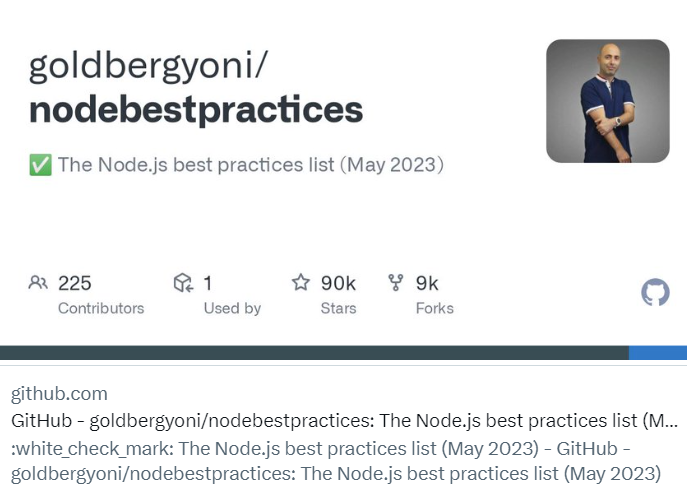 goldbergyoni/
nodebestpractices
✅ The Node.js best practices list (May 2023)
225
Contributors
1
Used by
90k
Stars
9k
Forks
github.com
GitHub - goldbergyoni/nodebestpractices: The Node.js best practices list (M...
:white_check_mark: The Node.js best practices list (May 2023) - GitHub -
goldbergyoni/nodebestpractices: The Node.js best practices list (May 2023)